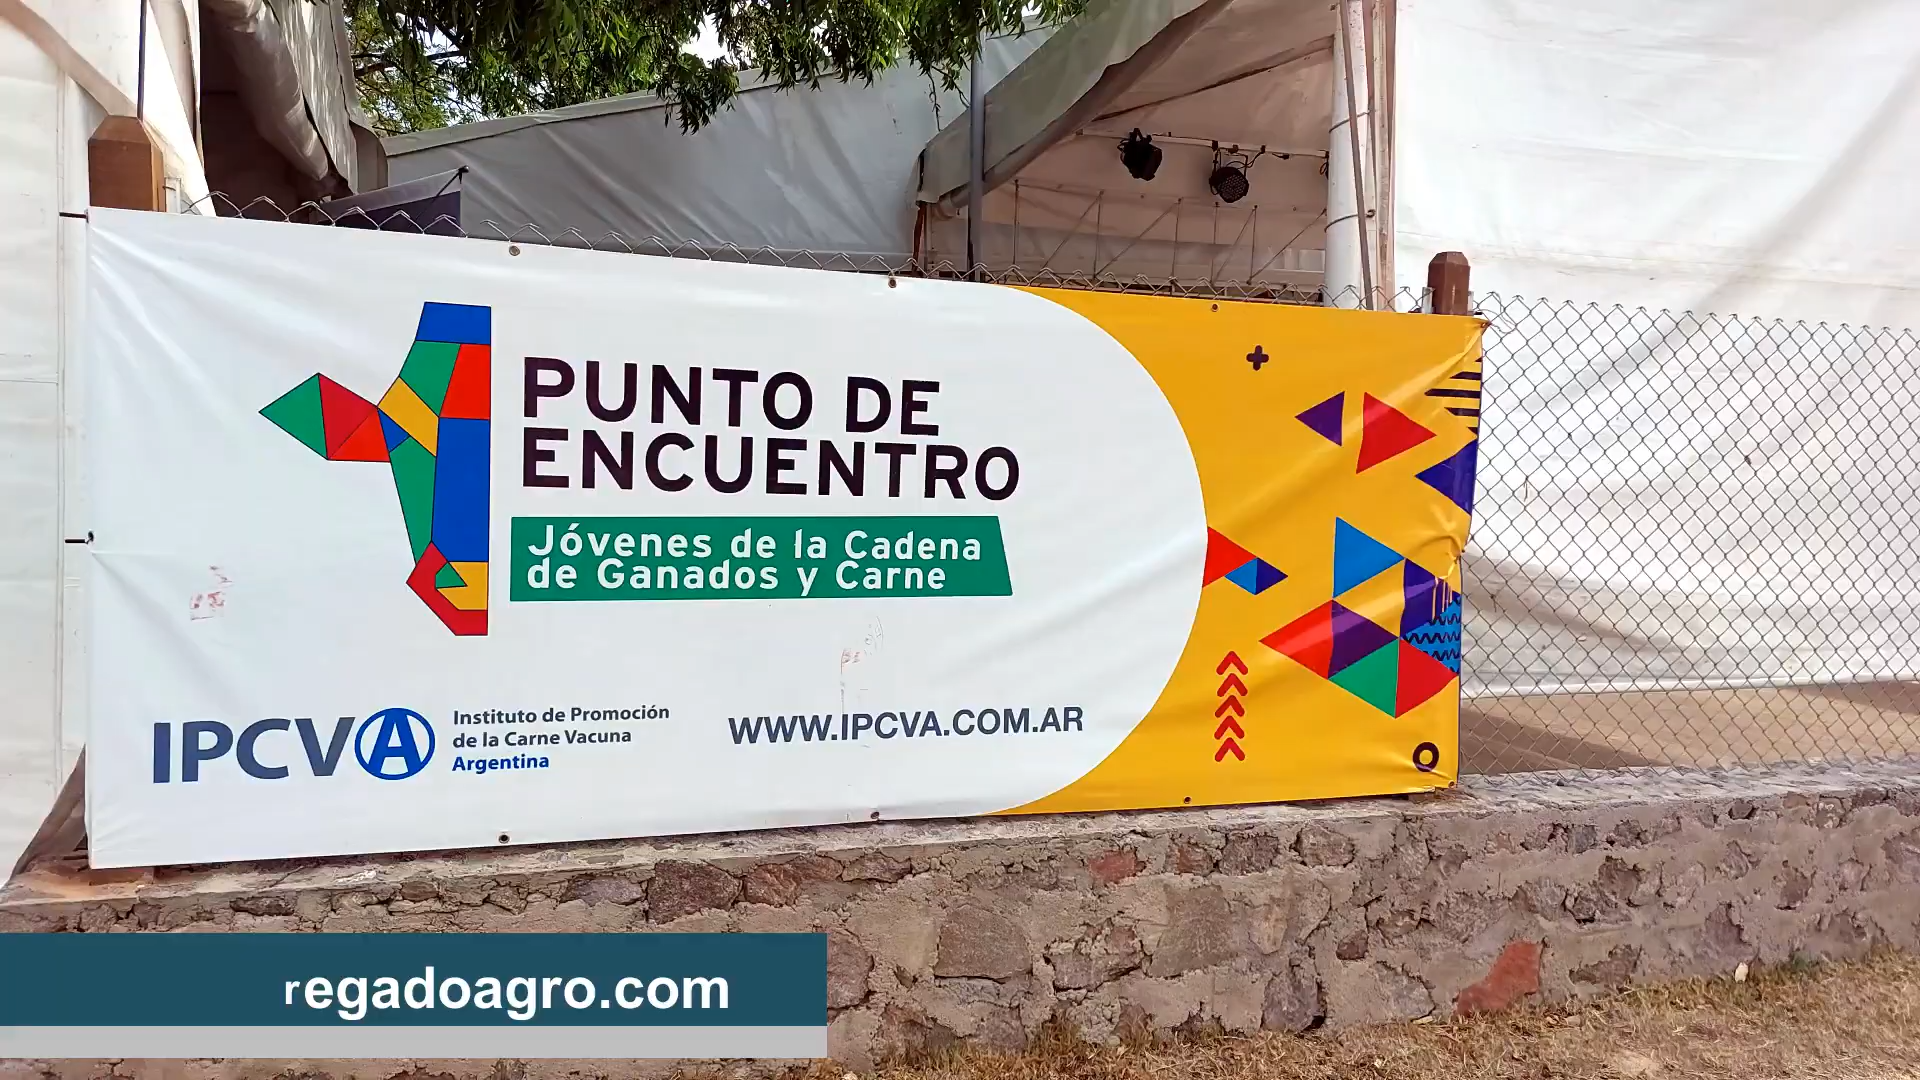 PUNTO DE
ENCUENTRO
Jóvenes de la Cadena
de Ganados y Carne
IPCVA
Instituto de Promoción
de la Carne Vacuna
Argentina
WWW.IPCVA.COM.AR
regadoagro.com